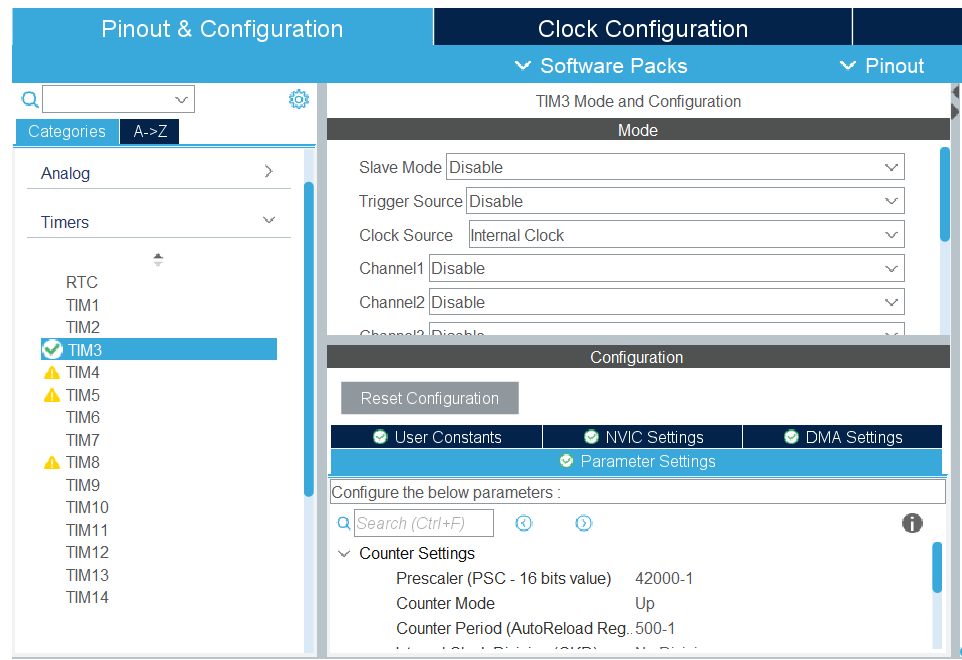 Pinout & Configuration
Clock Configuration
Software Packs
Pinout
Categories
A->Z
Analog
Timers
RTC
TIM1
TIM2
TIM3
TIM4
TIM5
TIM6
TIM7
TIM8
TIM9
TIM10
TIM11
TIM12
TIM13
TIM14
TIM3 Mode and Configuration
Mode
Slave Mode Disable
Trigger Source Disable
Clock Source Internal Clock
Channel1 Disable
Channel2 Disable
Channel3 Disable
Configuration
Reset Configuration
User Constants
NVIC Settings
DMA Settings
Parameter Settings
Configure the below parameters :
Search (Ctrl+F)
Counter Settings
Prescaler (PSC - 16 bits value) 42000-1
Counter Mode Up
Counter Period (AutoReload Reg.. 500-1